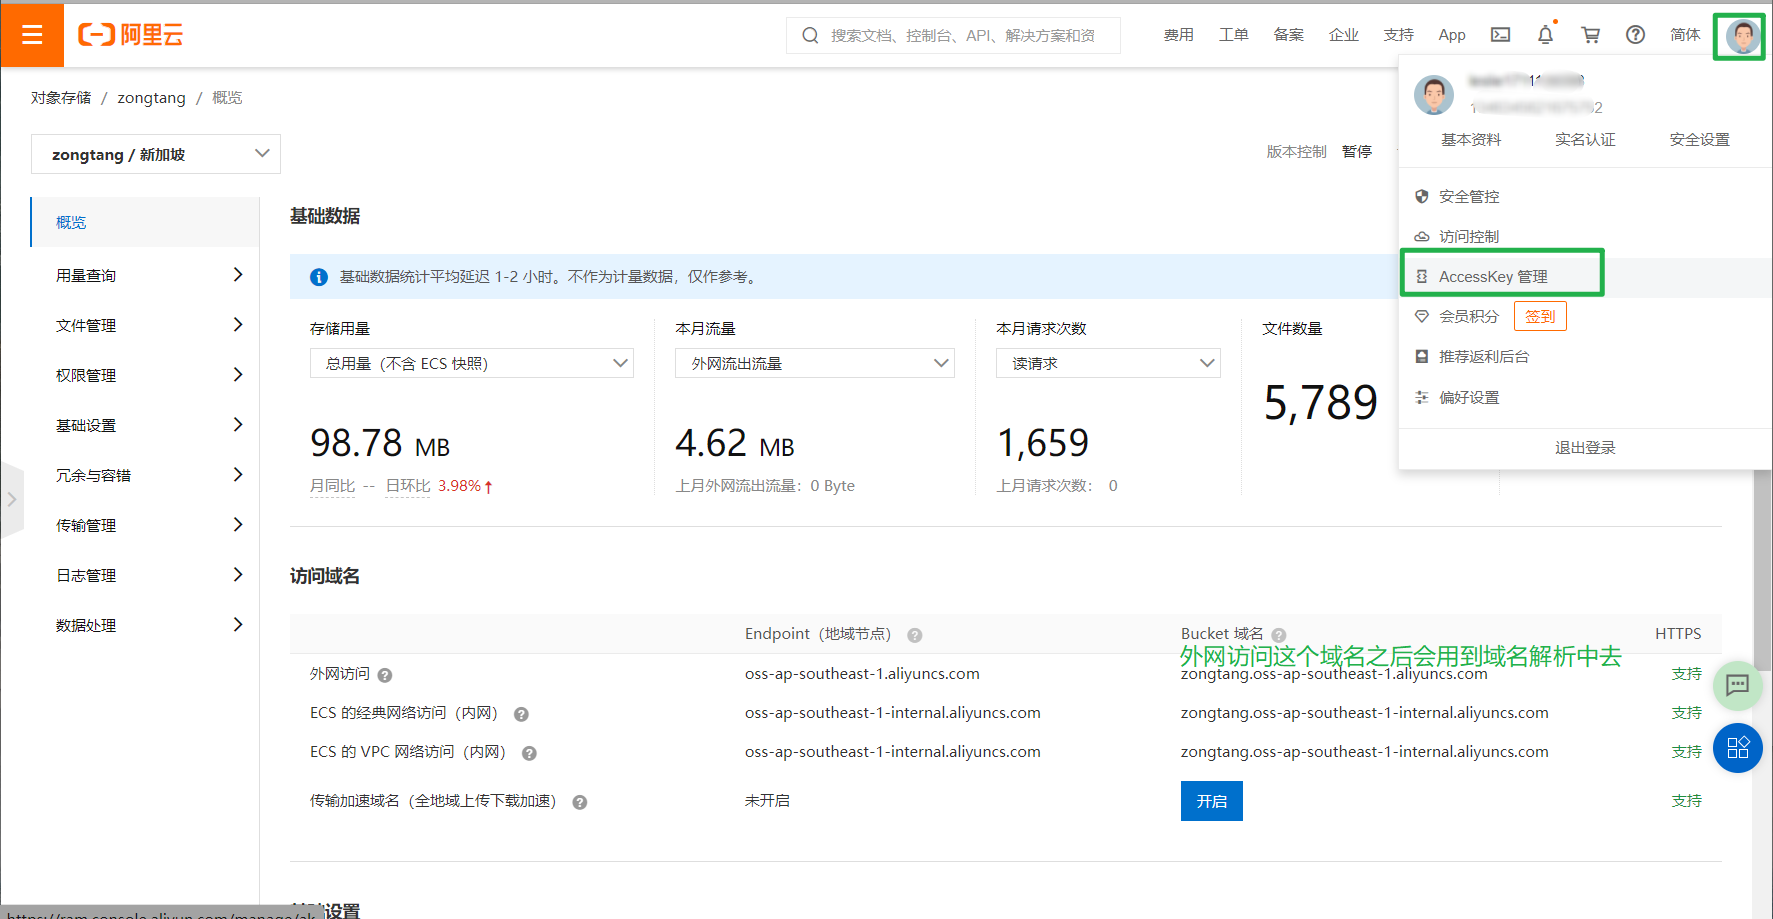 阿里云
搜索文档、控制台、API、解决方案和资
费用 工单 备案 企业 支持 App 简体
对象存储 / zongtang / 概览
zongtang / 新加坡
版本控制 暂停
基本资料 实名认证 安全设置
安全管控
访问控制
AccessKey 管理
会员积分 签到
推荐返利后台
偏好设置
退出登录
概览
用量查询
文件管理
权限管理
基础设置
冗余与容错
传输管理
日志管理
数据处理
基础数据
基础数据统计平均延迟 1-2 小时。不作为计量数据，仅作参考。
存储用量 本月流量 本月请求次数 文件数量
总用量（不含 ECS 快照） 外网流出流量 读请求
98.78 MB 4.62 MB 1,659 5,789
月同比 -- 日环比 3.98% 上月外网流出流量：0 Byte 上月请求次数： 0
访问域名
Endpoint（地域节点） Bucket 域名 HTTPS
外网访问这个域名之后会用到域名解析中去
外网访问 oss-ap-southeast-1.aliyuncs.com zongtang.oss-ap-southeast-1.aliyuncs.com 支持
ECS 的经典网络访问（内网） oss-ap-southeast-1-internal.aliyuncs.com zongtang.oss-ap-southeast-1-internal.aliyuncs.com 支持
ECS 的 VPC 网络访问（内网） oss-ap-southeast-1-internal.aliyuncs.com zongtang.oss-ap-southeast-1-internal.aliyuncs.com 支持
传输加速域名（全地域上传下载加速） 未开启 开启 支持
基础设置
https://ram.console.aliyun.com/manage/ak